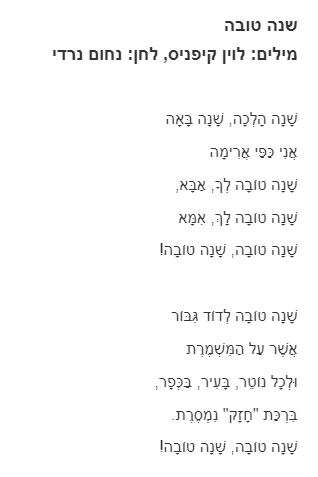 שנה טובה
מילים: לוין קיפניס, לחן: נחום נרדי
שָׁנָה הָלְכָה, שָׁנָה בָּאָה
אֲנִי כַּפַּי אֲרִימָה
שָׁנָה טוֹבָה לְךָ, אַבָּא,
שָׁנָה טוֹבָה לָךְ, אִמָּא
שָׁנָה טוֹבָה, שָׁנָה טוֹבָה!
שָׁנָה טוֹבָה לְדוֹד גִּבּוֹר
אֲשֶׁר עַל הַמִּשְׁמֶרֶת
וּלְכָל נוֹטֵר, בָּעִיר, בַּכְּפָר,
בִּרְכַּת "חֲזַק" נִמְסֶרֶת.
שָׁנָה טוֹבָה, שָׁנָה טוֹבָה!